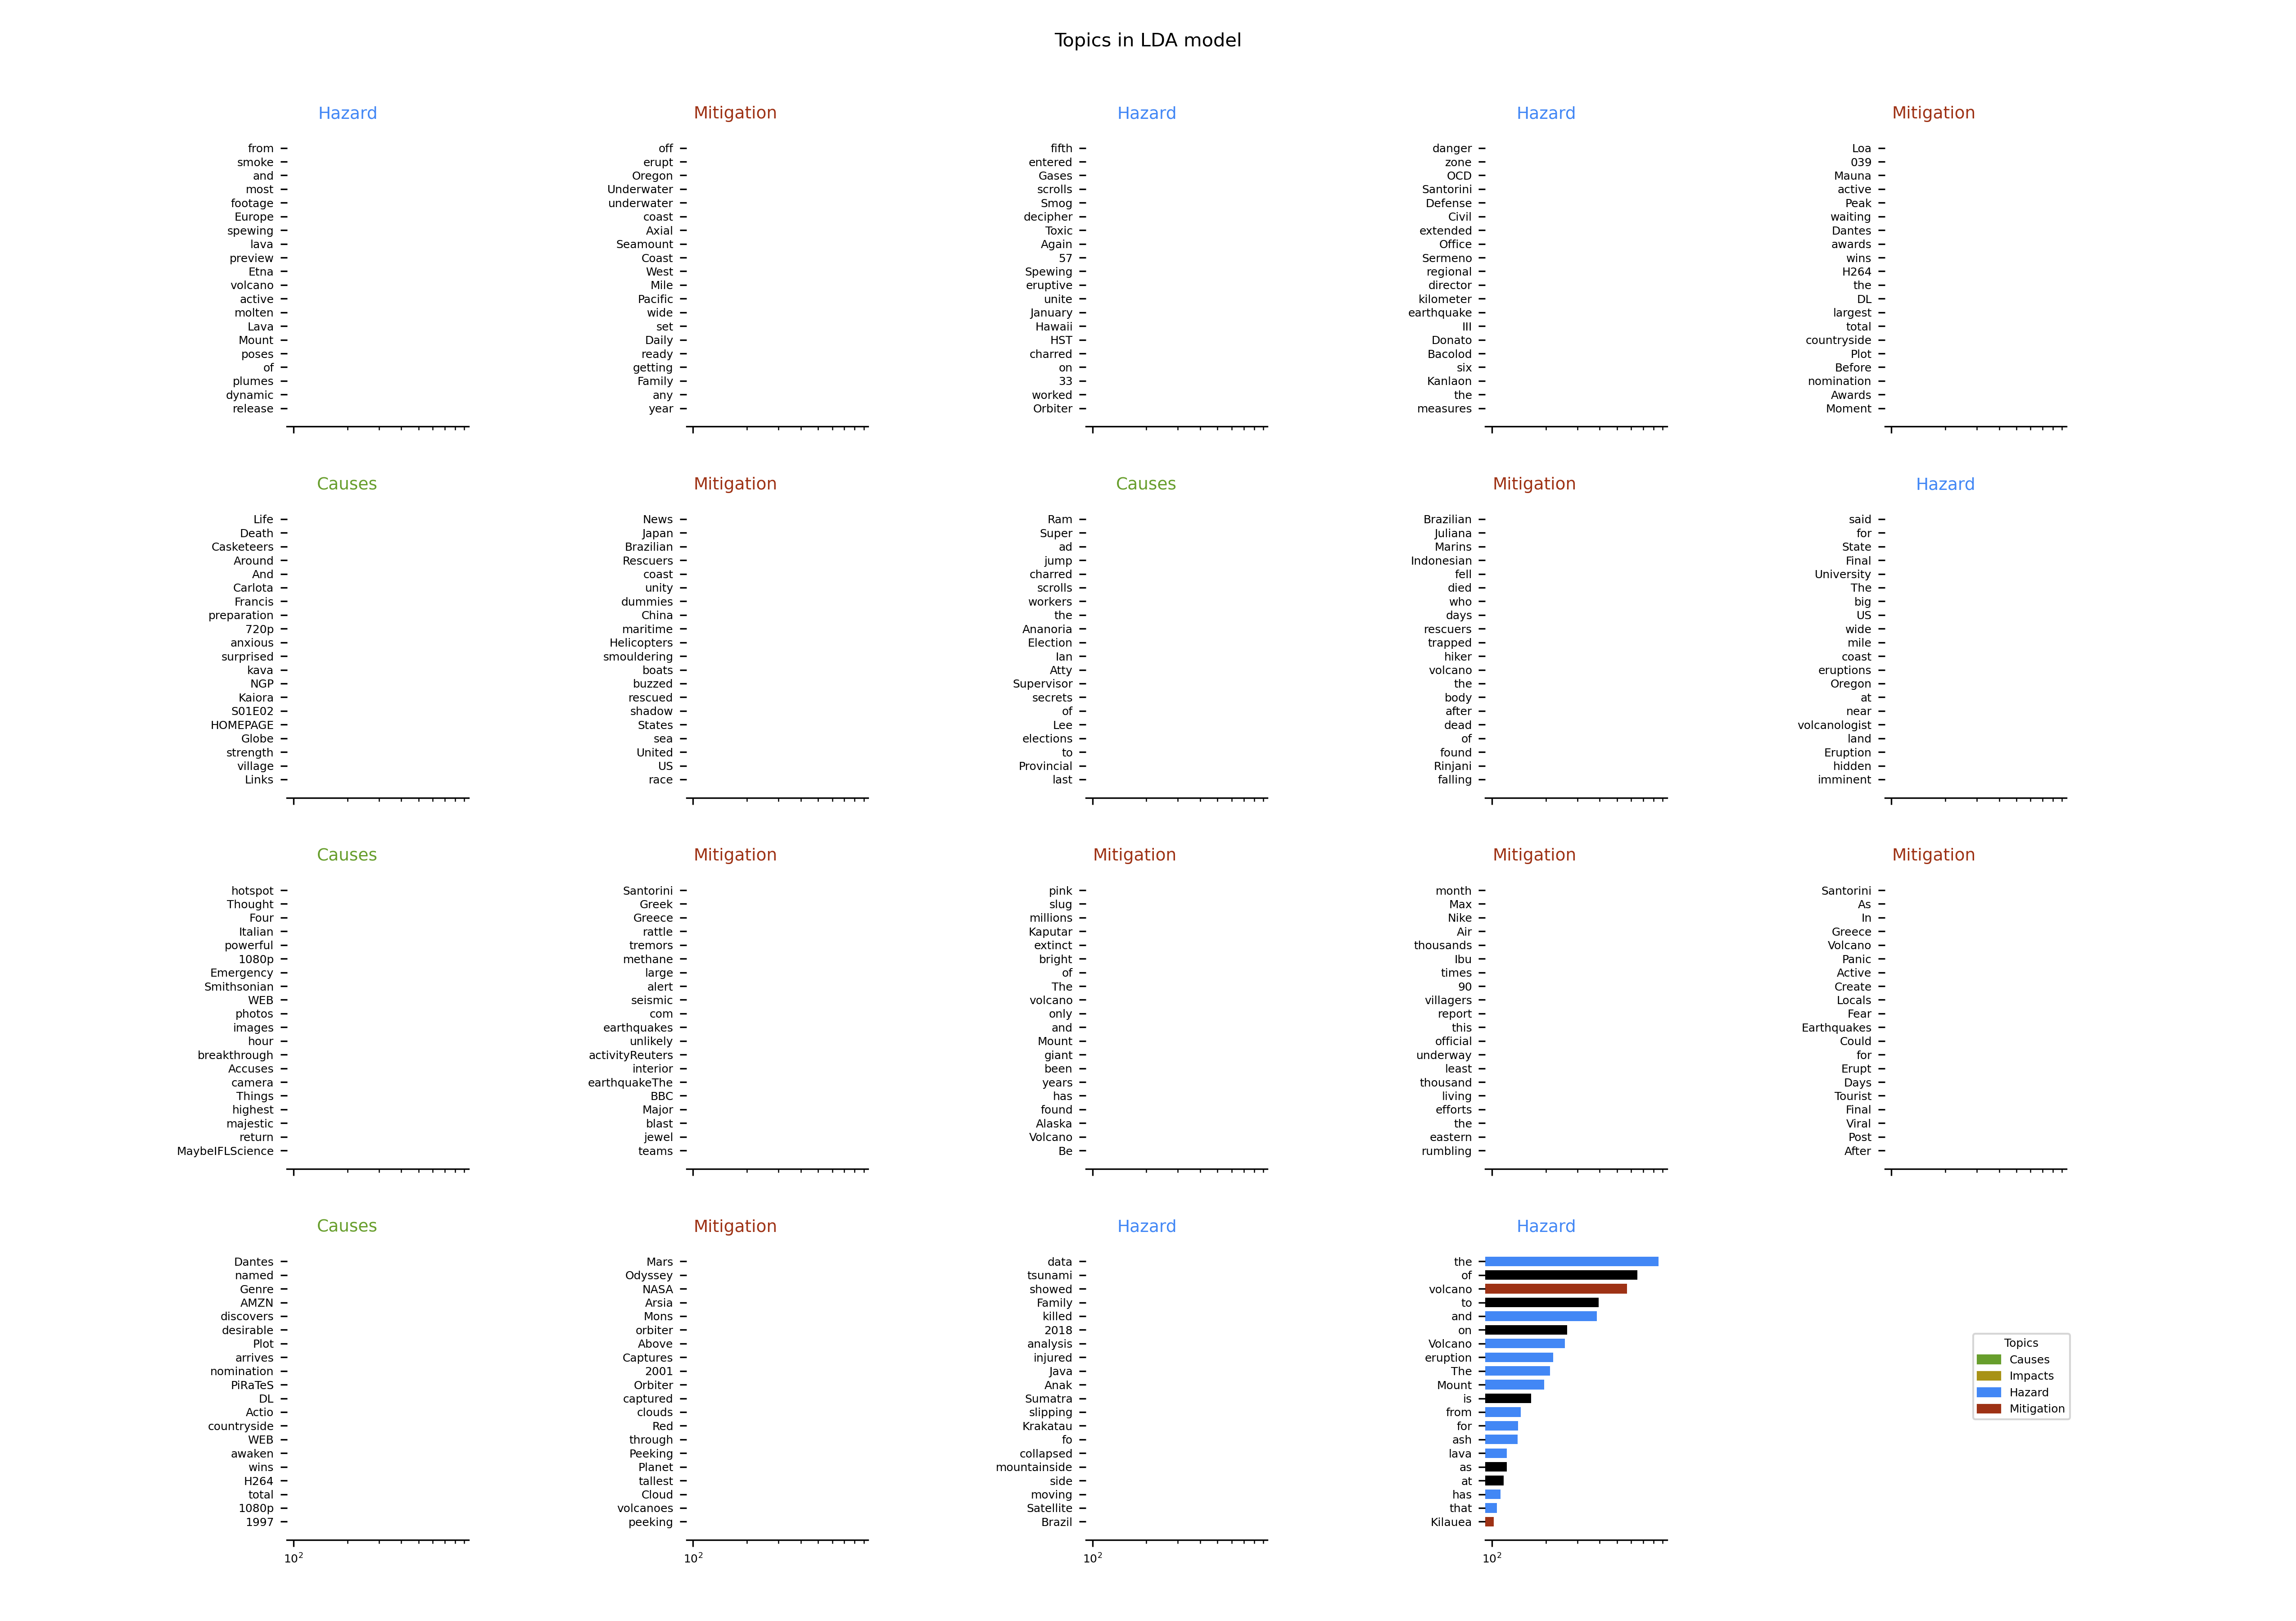 Topics in LDA model
Hazard
from
smoke
and
most
footage
Europe
spewing
lava
preview
Etna
volcano
active
molten
Lava
Mount
poses
of
plumes
dynamic
release
Mitigation
off
erupt
Oregon
Underwater
underwater
coast
Axial
Seamount
Coast
West
Mile
Pacific
wide
set
Daily
ready
getting
Family
any
year
Hazard
fifth
entered
Gases
scrolls
Smog
decipher
Toxic
Again
57
Spewing
eruptive
unite
January
Hawaii
HST
charred
on
33
worked
Orbiter
Hazard
danger
zone
OCD
Santorini
Defense
Civil
extended
Office
Sermeno
regional
director
kilometer
earthquake
III
Donato
Bacolod
six
Kanlaon
the
measures
Mitigation
Loa
039
Mauna
active
Peak
waiting
Dantes
awards
wins
H264
the
DL
largest
total
countryside
Plot
Before
nomination
Awards
Moment
Causes
Life
Death
Casketeers
Around
And
Carlota
Francis
preparation
720p
anxious
surprised
kava
NGP
Kaiora
S01E02
HOMEPAGE
Globe
strength
village
Links
Mitigation
News
Japan
Brazilian
Rescuers
coast
unity
dummies
China
maritime
Helicopters
smouldering
boats
buzzed
rescued
shadow
States
sea
United
US
race
Causes
Ram
Super
ad
jump
charred
scrolls
workers
the
Ananoria
Election
Ian
Atty
Supervisor
secrets
of
Lee
elections
to
Provincial
last
Mitigation
Brazilian
Juliana
Marins
Indonesian
fell
died
who
days
rescuers
trapped
hiker
volcano
the
body
after
dead
of
found
Rinjani
falling
Hazard
said
for
State
Final
University
The
big
US
wide
mile
coast
eruptions
Oregon
at
near
volcanologist
land
Eruption
hidden
imminent
Causes
hotspot
Thought
Four
Italian
powerful
1080p
Emergency
Smithsonian
WEB
photos
images
hour
breakthrough
Accuses
camera
Things
highest
majestic
return
MaybeIFLScience
Mitigation
Santorini
Greek
Greece
rattle
tremors
methane
large
alert
seismic
com
earthquakes
unlikely
activityReuters
interior
earthquakeThe
BBC
Major
blast
jewel
teams
Mitigation
pink
slug
millions
Kaputar
extinct
bright
of
The
volcano
only
and
Mount
giant
been
years
has
found
Alaska
Volcano
Be
Mitigation
month
Max
Nike
Air
thousands
Ibu
times
90
villagers
report
this
official
underway
least
thousand
living
efforts
the
eastern
rumbling
Mitigation
Santorini
As
In
Greece
Volcano
Panic
Active
Create
Locals
Fear
Earthquakes
Could
for
Erupt
Days
Tourist
Final
Viral
Post
After
Causes
Dantes
named
Genre
AMZN
discovers
desirable
Plot
arrives
nomination
PiRaTeS
DL
Actio
countryside
WEB
awaken
wins
H264
total
1080p
1997
10²
Mitigation
Mars
Odyssey
NASA
Arsia
Mons
orbiter
Above
Captures
2001
Orbiter
captured
clouds
Red
through
Peeking
Planet
tallest
Cloud
volcanoes
peeking
10²
Hazard
data
tsunami
showed
Family
killed
2018
analysis
injured
Java
Anak
Sumatra
slipping
Krakatau
fo
collapsed
mountainside
side
moving
Satellite
Brazil
10²
Hazard
the
of
volcano
to
and
on
Volcano
eruption
The
Mount
is
from
for
ash
lava
as
at
has
that
Kilauea
10²
Topics
Causes
Impacts
Hazard
Mitigation